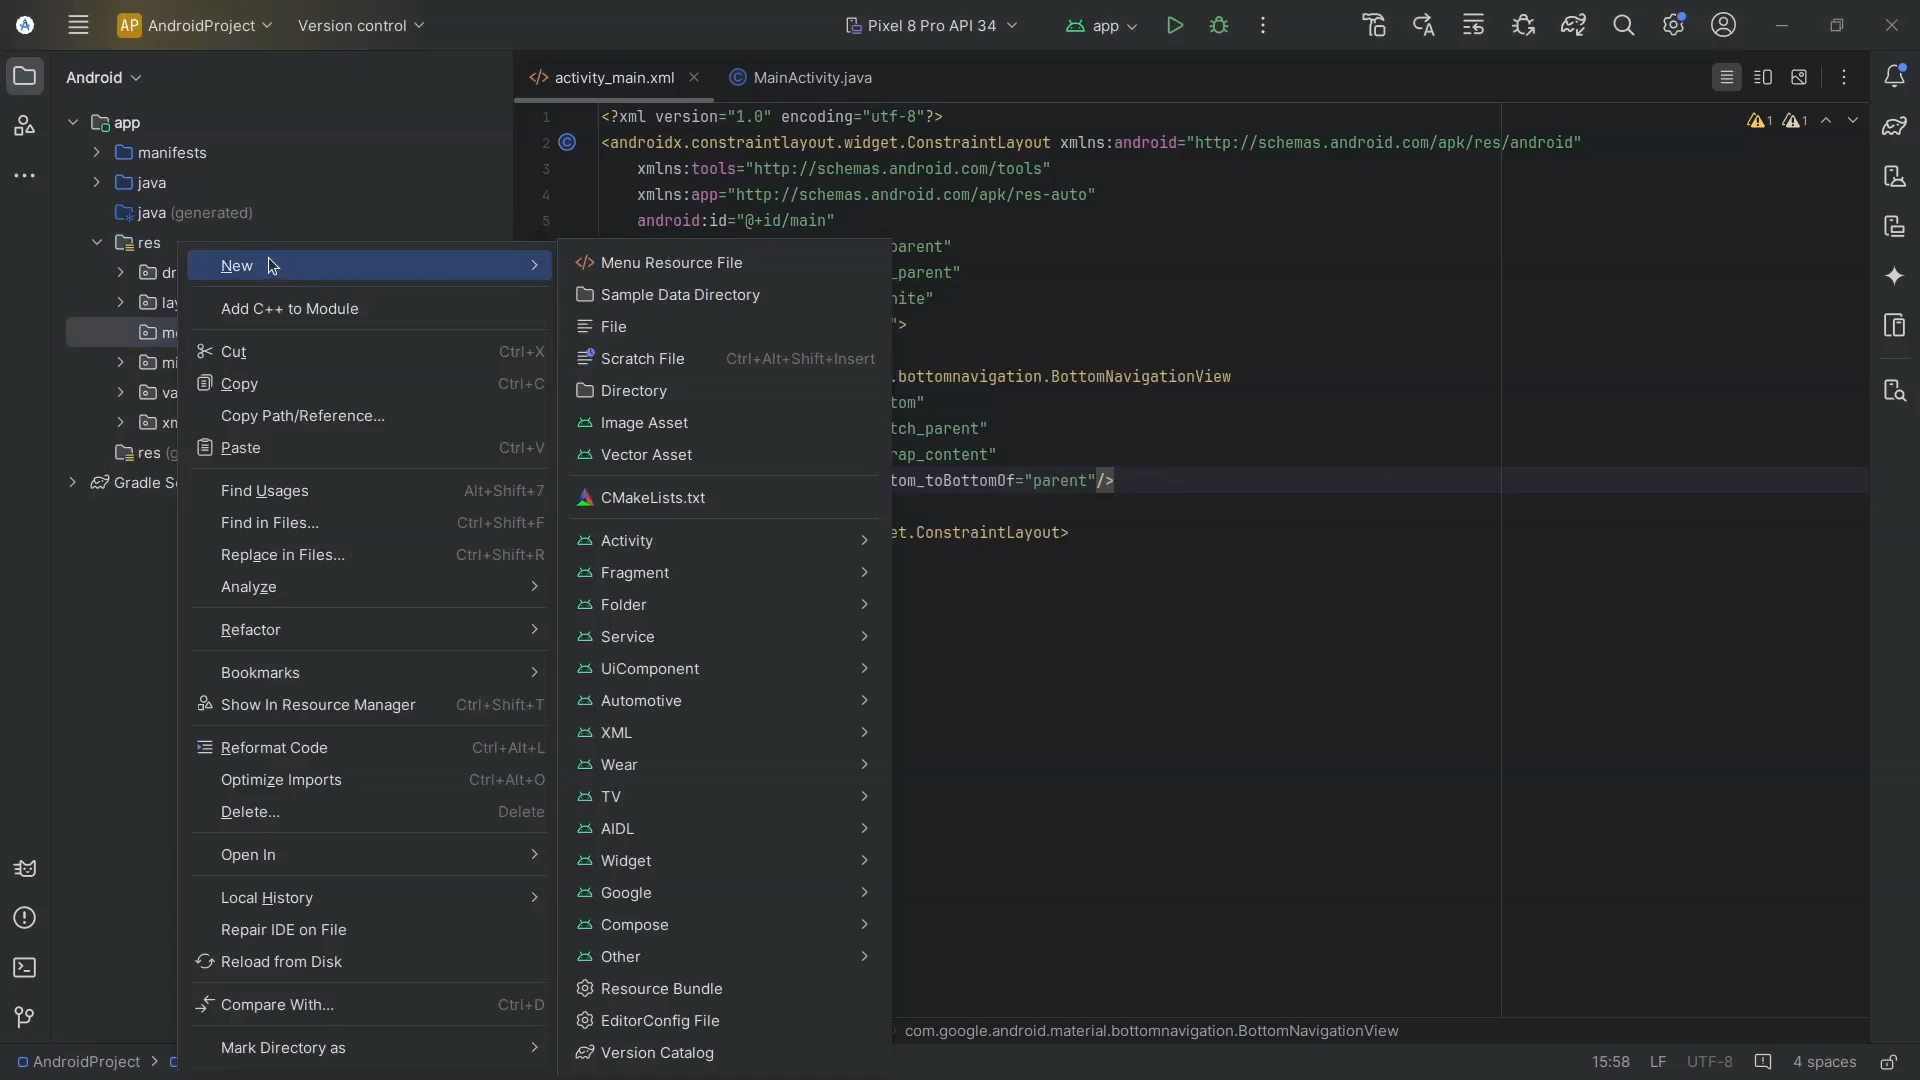 AP AndroidProject Version control Pixel 8 Pro API 34 app
Android
activity_main.xml MainActivity.java
app
manifests
java
java (generated)
res
dr
lay
mi
va
res
1 <?xml version="1.0" encoding="utf-8"?>
2 <androidx.constraintlayout.widget.ConstraintLayout xmlns:android="http://schemas.android.com/apk/res/android"
3 xmlns:tools="http://schemas.android.com/tools"
4 xmlns:app="http://schemas.android.com/apk/res-auto"
5 android:id="@+id/main"
parent"
_parent"
ite"
">
.bottomnavigation.BottomNavigationView
tom"
tch_parent"
ap_content"
tom_toBottomOf="parent"/>
et.ConstraintLayout>
1 1
New
Add C++ to Module
Cut Ctrl+X
Copy Ctrl+C
Copy Path/Reference...
Paste Ctrl+V
Find Usages Alt+Shift+7
Find in Files... Ctrl+Shift+F
Replace in Files... Ctrl+Shift+R
Analyze
Refactor
Bookmarks
Show In Resource Manager Ctrl+Shift+T
Reformat Code Ctrl+Alt+L
Optimize Imports Ctrl+Alt+O
Delete... Delete
Open In
Local History
Repair IDE on File
Reload from Disk
Compare With... Ctrl+D
Mark Directory as
Menu Resource File
Sample Data Directory
File
Scratch File Ctrl+Alt+Shift+Insert
Directory
Image Asset
Vector Asset
CMakeLists.txt
Activity
Fragment
Folder
Service
UiComponent
Automotive
XML
Wear
TV
AIDL
Widget
Google
Compose
Other
Resource Bundle
EditorConfig File
Version Catalog
com.google.android.material.bottomnavigation.BottomNavigationView
AndroidProject
15:58 LF UTF-8 4 spaces